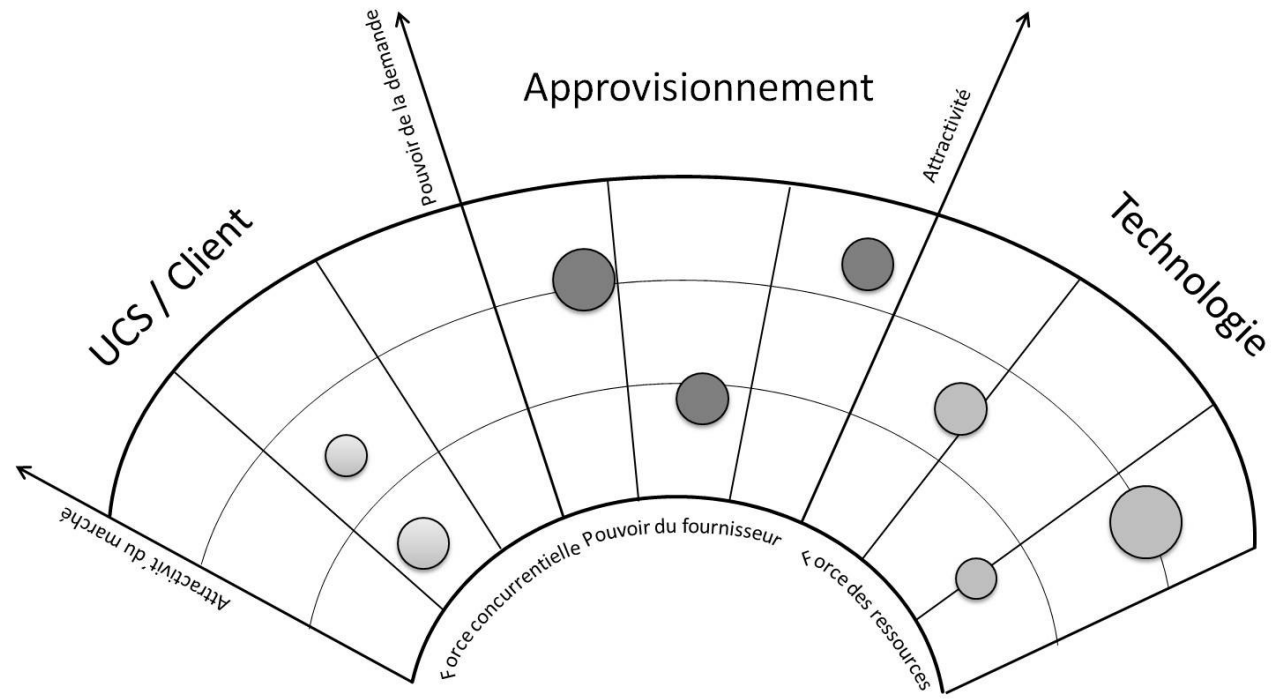 Pouvoir de la demande
Approvisionnement
Attractivité
UCS / Client
Technologie
Attractivit´du marché
Force concurrentielle
Pouvoir du fournisseur
Force des ressources